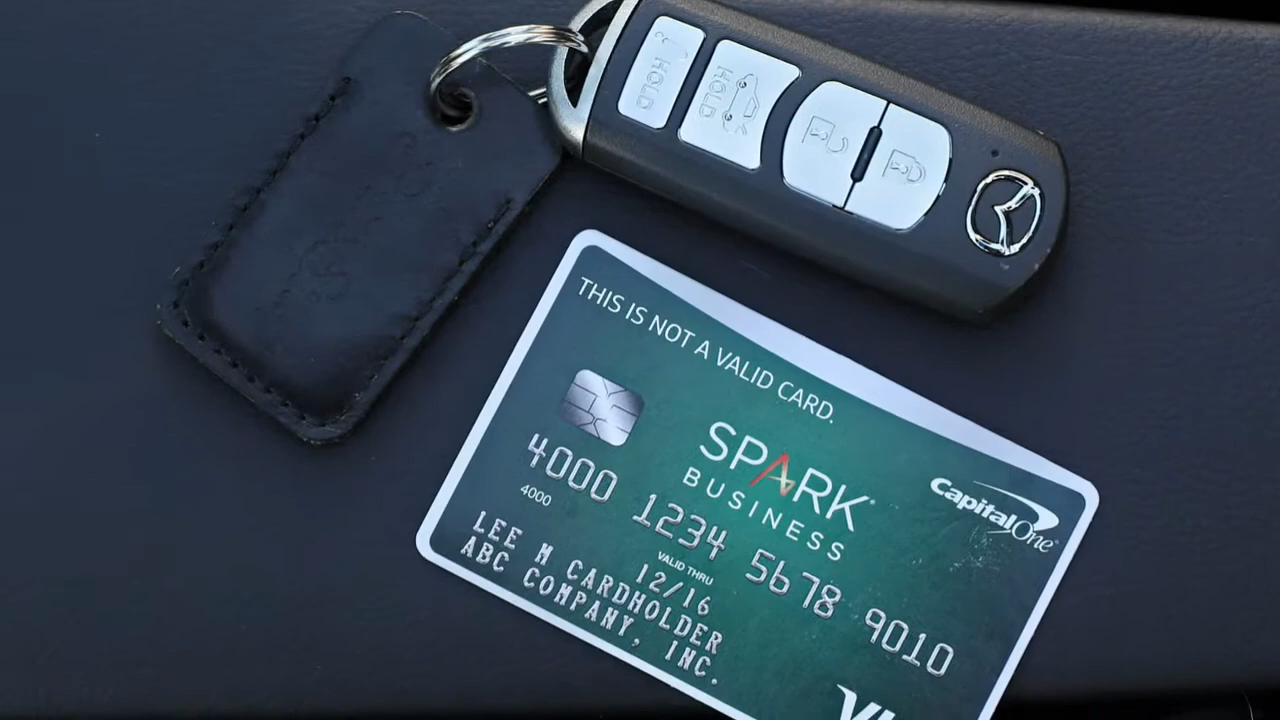 HOLD
HOLD
THIS IS NOT A VALID CARD.
SPARK
BUSINESS
Capital One
4000 1234 5678 9010
4000
VALID THRU
12/16
LEE M CARDHOLDER
ABC COMPANY, INC.